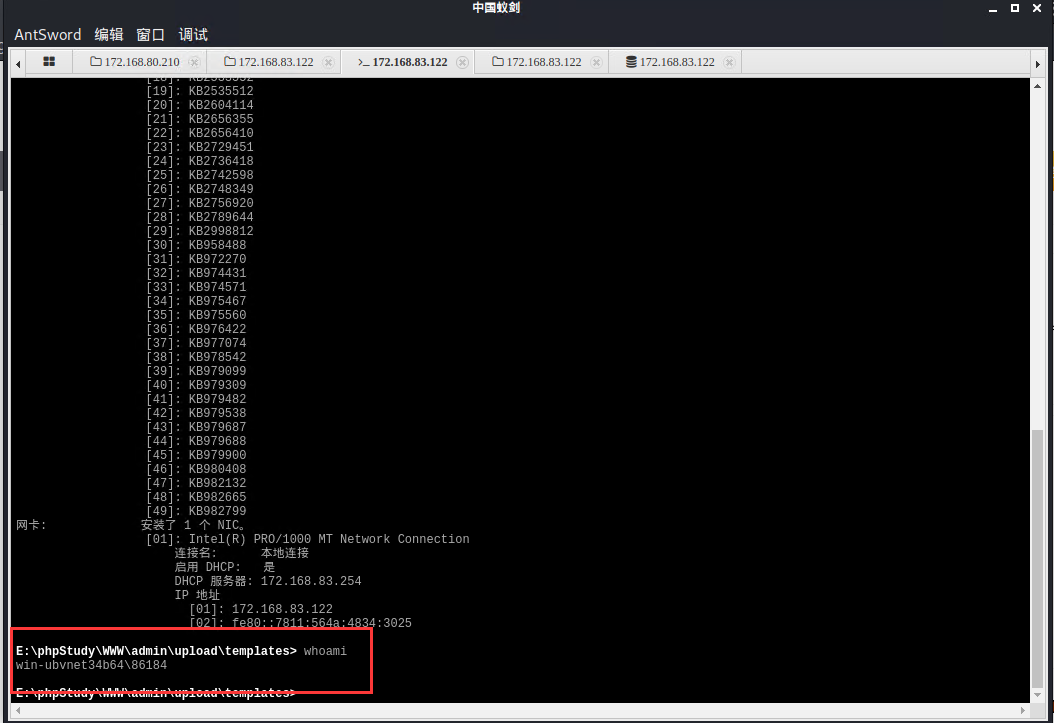 中国蚁剑
AntSword 编辑 窗口 调试
172.168.80.210 172.168.83.122 >_ 172.168.83.122 172.168.83.122 172.168.83.122
[18]: KB2533552
[19]: KB2535512
[20]: KB2604114
[21]: KB2656355
[22]: KB2656410
[23]: KB2729451
[24]: KB2736418
[25]: KB2742598
[26]: KB2748349
[27]: KB2756920
[28]: KB2789644
[29]: KB2998812
[30]: KB958488
[31]: KB972270
[32]: KB974431
[33]: KB974571
[34]: KB975467
[35]: KB975560
[36]: KB976422
[37]: KB977074
[38]: KB978542
[39]: KB979099
[40]: KB979309
[41]: KB979482
[42]: KB979538
[43]: KB979687
[44]: KB979688
[45]: KB979900
[46]: KB980408
[47]: KB982132
[48]: KB982665
[49]: KB982799
网卡: 安装了 1 个 NIC。
[01]: Intel(R) PRO/1000 MT Network Connection
连接名: 本地连接
启用 DHCP: 是
DHCP 服务器: 172.168.83.254
IP 地址
[01]: 172.168.83.122
[02]: fe80::7811:564a:4834:3025
E:\phpStudy\WWW\admin\upload\templates> whoami
win-ubvnet34b64\86184
E:\phpStudy\WWW\admin\upload\templates>